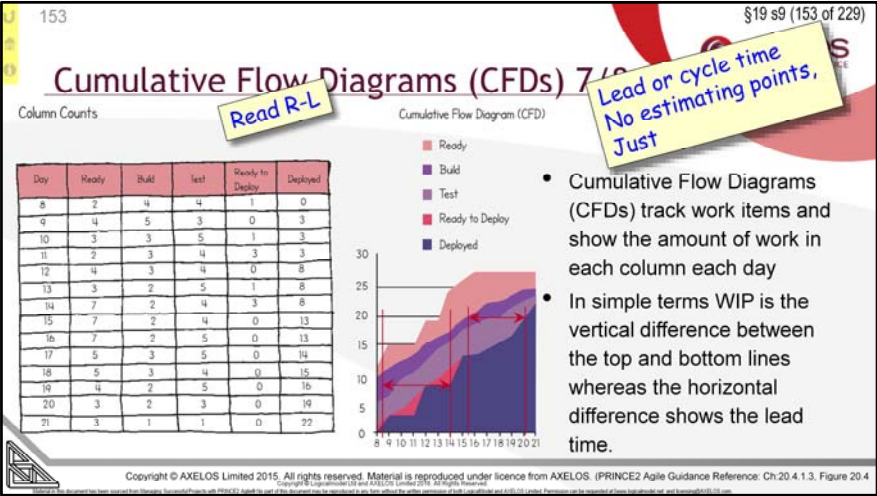 153
§19 s9 (153 of 229)
Cumulative Flow Diagrams (CFDs) 7/8
Read R-L
Lead or cycle time
No estimating points,
Just
Column Counts
Day Ready Build Test Ready to Deploy Deployed
8 2 4 4 1 0
9 4 5 3 0 3
10 3 3 5 1 3
11 2 3 4 3 3
12 4 3 4 0 8
13 3 2 5 1 8
14 7 2 4 3 8
15 7 2 4 0 13
16 7 2 5 0 13
17 5 3 5 0 14
18 5 3 4 0 15
19 4 2 5 0 16
20 3 2 3 0 19
21 3 1 1 0 22
Cumulative Flow Diagram (CFD)
Ready
Build
Test
Ready to Deploy
Deployed
30
25
20
15
10
5
0
8 9 10 11 12 13 14 15 16 17 18 19 20 21
• Cumulative Flow Diagrams
(CFDs) track work items and
show the amount of work in
each column each day
• In simple terms WIP is the
vertical difference between
the top and bottom lines
whereas the horizontal
difference shows the lead
time.
Copyright © AXELOS Limited 2015. All rights reserved. Material is reproduced under licence from AXELOS. (PRINCE2 Agile Guidance Reference: Ch:20.4.1.3, Figure 20.4